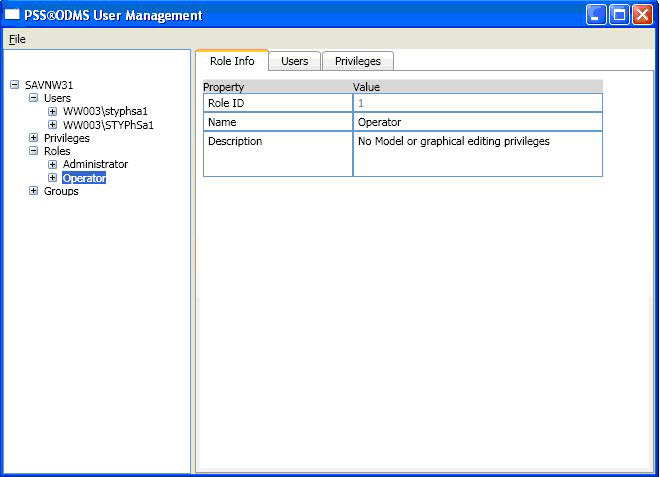 PSS®ODMS User Management
File
SAVNW31
Users
WW003\styphsa1
WW003\STYPhSa1
Privileges
Roles
Administrator
Operator
Groups
Role Info Users Privileges
Property Value
Role ID 1
Name Operator
Description No Model or graphical editing privileges